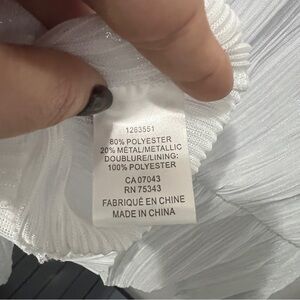 1263551
80% POLYESTER
20% MÉTAL/METALLIC
DOUBLURE/LINING:
100% POLYESTER
CA 07043
RN 75343
FABRIQUÉ EN CHINE
MADE IN CHINA